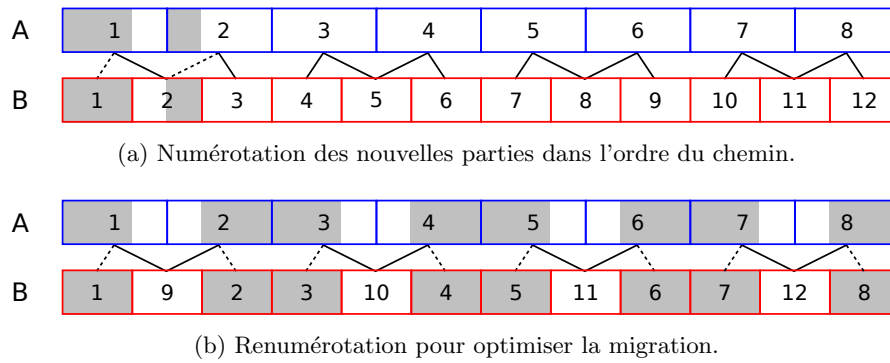 A 1 2 3 4 5 6 7 8
B 1 2 3 4 5 6 7 8 9 10 11 12
(a) Numérotation des nouvelles parties dans l'ordre du chemin.
A 1 2 3 4 5 6 7 8
B 1 9 2 3 10 4 5 11 6 7 12 8
(b) Renumérotation pour optimiser la migration.